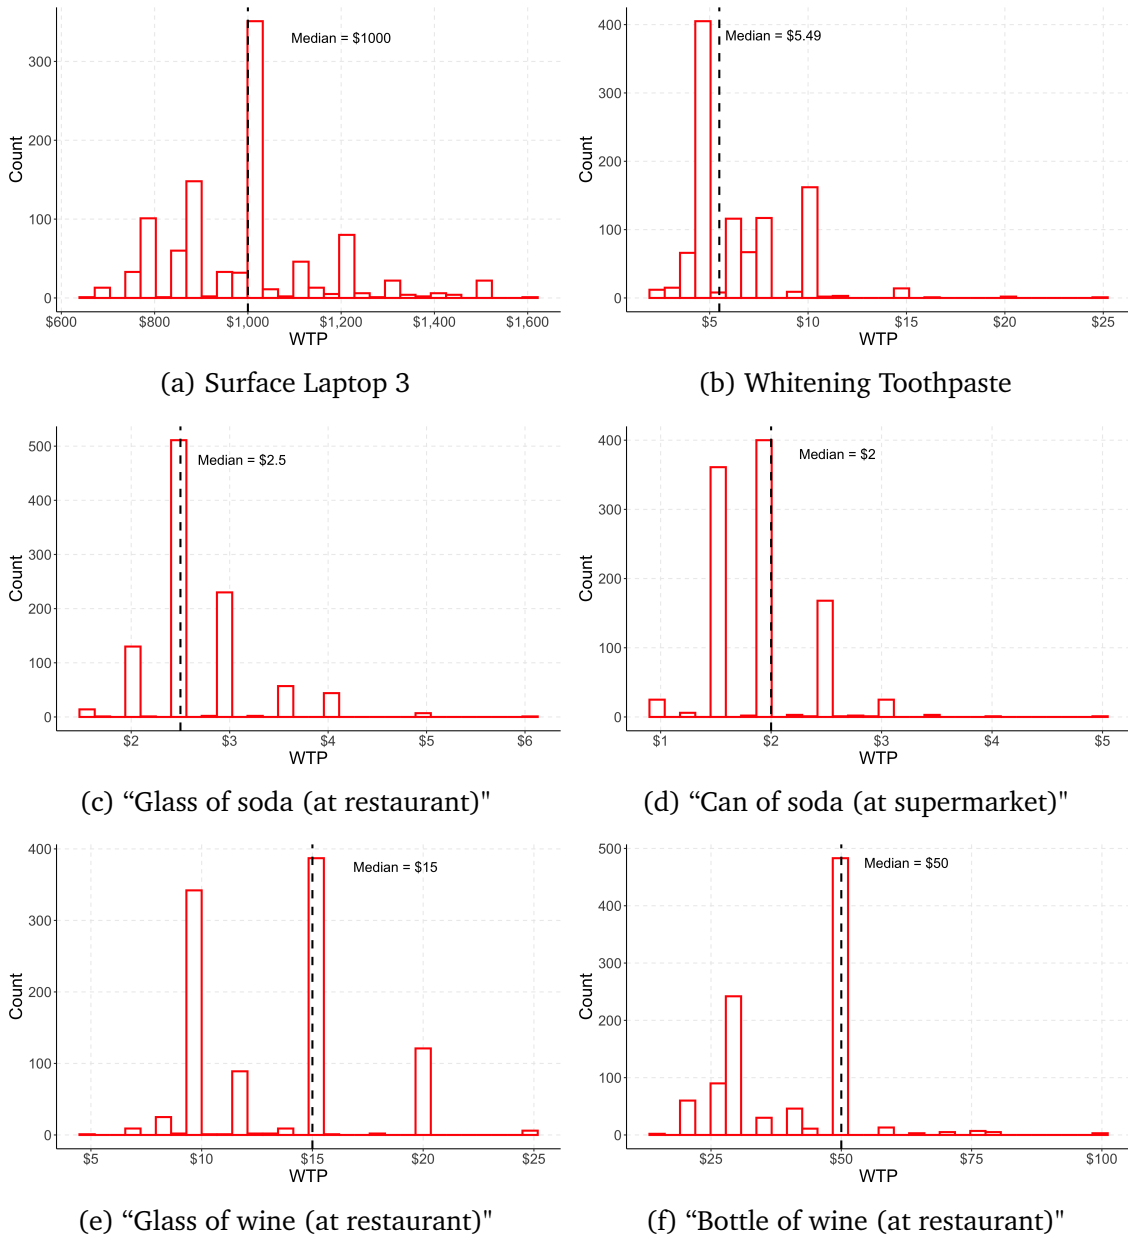 Median = $1000
Count
300
200
100
0
$600 $800 $1,000 $1,200 $1,400 $1,600
WTP
(a) Surface Laptop 3
Median = $5.49
Count
400
300
200
100
0
$5 $10 $15 $20 $25
WTP
(b) Whitening Toothpaste
Median = $2.5
Count
500
400
300
200
100
0
$2 $3 $4 $5 $6
WTP
(c) “Glass of soda (at restaurant)"
Median = $2
Count
400
300
200
100
0
$1 $2 $3 $4 $5
WTP
(d) “Can of soda (at supermarket)"
Median = $15
Count
400
300
200
100
0
$5 $10 $15 $20 $25
WTP
(e) “Glass of wine (at restaurant)"
Median = $50
Count
500
400
300
200
100
0
$25 $50 $75 $100
WTP
(f) “Bottle of wine (at restaurant)"